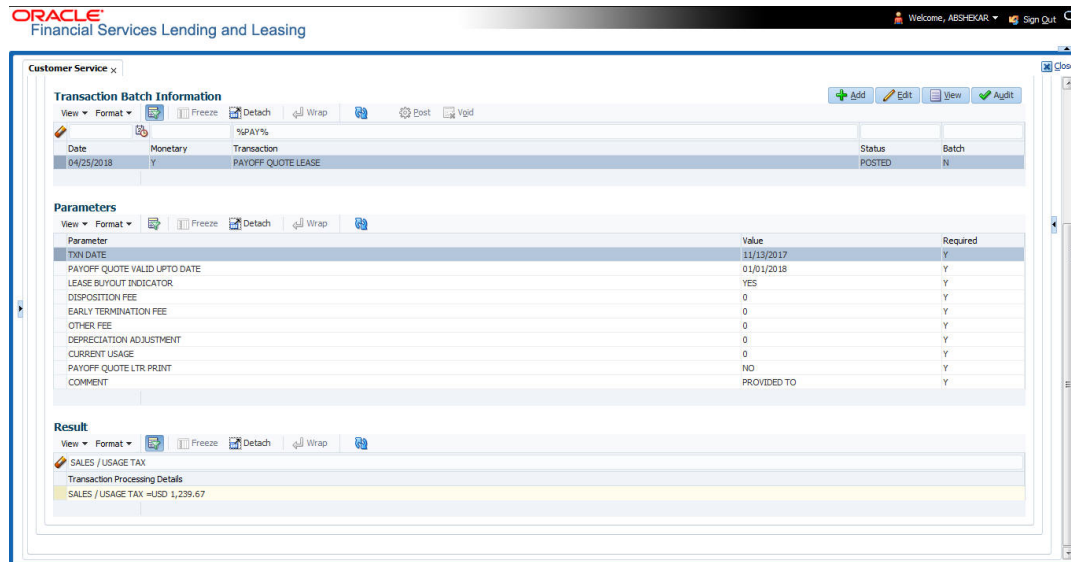 ORACLE
Financial Services Lending and Leasing
Welcome, ABSHEKAR Sign Out
Customer Service x
Close
Transaction Batch Information
Add Edit View Audit
View Format Freeze Detach Wrap Post Void
%PAY%
Date Monetary Transaction Status Batch
04/25/2018 Y PAYOFF QUOTE LEASE POSTED N
Parameters
View Format Freeze Detach Wrap
Parameter Value Required
TXN DATE 11/13/2017 Y
PAYOFF QUOTE VALID UPTO DATE 01/01/2018 Y
LEASE BUYOUT INDICATOR YES Y
DISPOSITION FEE 0 Y
EARLY TERMINATION FEE 0 Y
OTHER FEE 0 Y
DEPRECIATION ADJUSTMENT 0 Y
CURRENT USAGE 0 Y
PAYOFF QUOTE LTR PRINT NO Y
COMMENT PROVIDED TO Y
Result
View Format Freeze Detach Wrap
SALES / USAGE TAX
Transaction Processing Details
SALES / USAGE TAX =USD 1,239.67